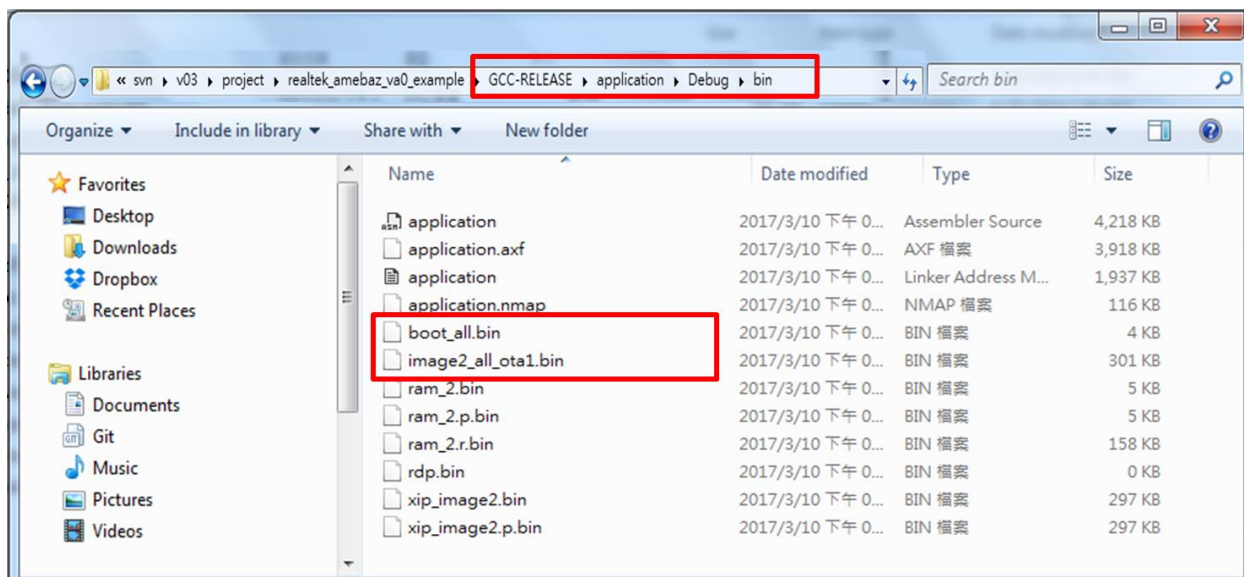 « svn ▸ v03 ▸ project ▸ realtek_amebaz_va0_example ▸ GCC-RELEASE ▸ application ▸ Debug ▸ bin
Search bin
Organize ▼ Include in library ▼ Share with ▼ New folder
Favorites
Desktop
Downloads
Dropbox
Recent Places
Libraries
Documents
Git
Music
Pictures
Videos
Name Date modified Type Size
application 2017/3/10 下午 0... Assembler Source 4,218 KB
application.axf 2017/3/10 下午 0... AXF 檔案 3,918 KB
application 2017/3/10 下午 0... Linker Address M... 1,937 KB
application.nmap 2017/3/10 下午 0... NMAP 檔案 116 KB
boot_all.bin 2017/3/10 下午 0... BIN 檔案 4 KB
image2_all_ota1.bin 2017/3/10 下午 0... BIN 檔案 301 KB
ram_2.bin 2017/3/10 下午 0... BIN 檔案 5 KB
ram_2.p.bin 2017/3/10 下午 0... BIN 檔案 5 KB
ram_2.r.bin 2017/3/10 下午 0... BIN 檔案 158 KB
rdp.bin 2017/3/10 下午 0... BIN 檔案 0 KB
xip_image2.bin 2017/3/10 下午 0... BIN 檔案 297 KB
xip_image2.p.bin 2017/3/10 下午 0... BIN 檔案 297 KB